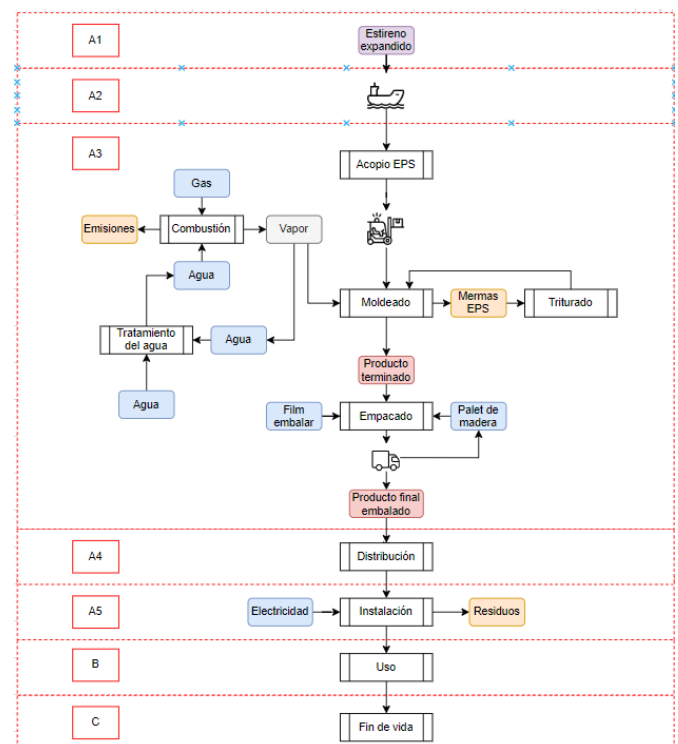 A1
Estireno
expandido
A2
A3
Acopio EPS
Gas
Emisiones
Combustión
Vapor
Agua
Moldeado
Mermas
EPS
Triturado
Tratamiento
del agua
Agua
Producto
terminado
Agua
Film
embalar
Empacado
Palet de
madera
Producto final
embalado
A4
Distribución
A5
Electricidad
Instalación
Residuos
B
Uso
C
Fin de vida